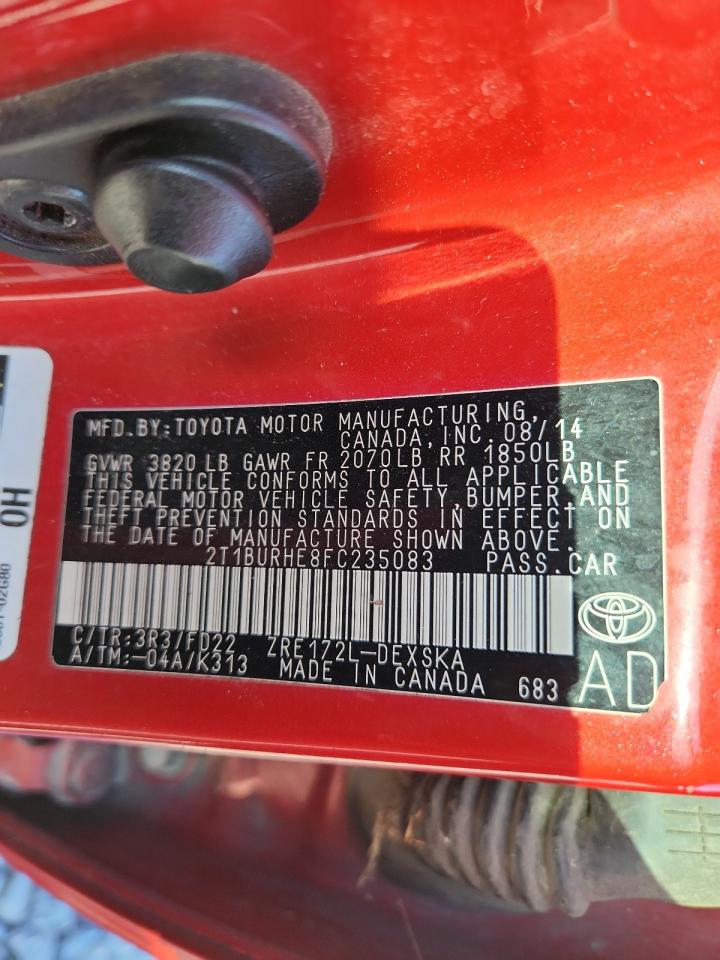 MFD.BY:TOYOTA MOTOR MANUFACTURING,
CANADA,INC.08/14
GVWR 3820 LB GAWR FR 2070LB RR 1850LB
THIS VEHICLE CONFORMS TO ALL APPLICABLE
FEDERAL MOTOR VEHICLE SAFETY,BUMPER,AND
THEFT PREVENTION STANDARDS IN EFFECT ON
THE DATE OF MANUFACTURE SHOWN ABOVE.
2T1BURHE8FC235083 PASS.CAR
C/TR:3R3/FD22 ZRE172L-DEXSKA
A/TM:-04A/K313 MADE IN CANADA 683 AD
HO